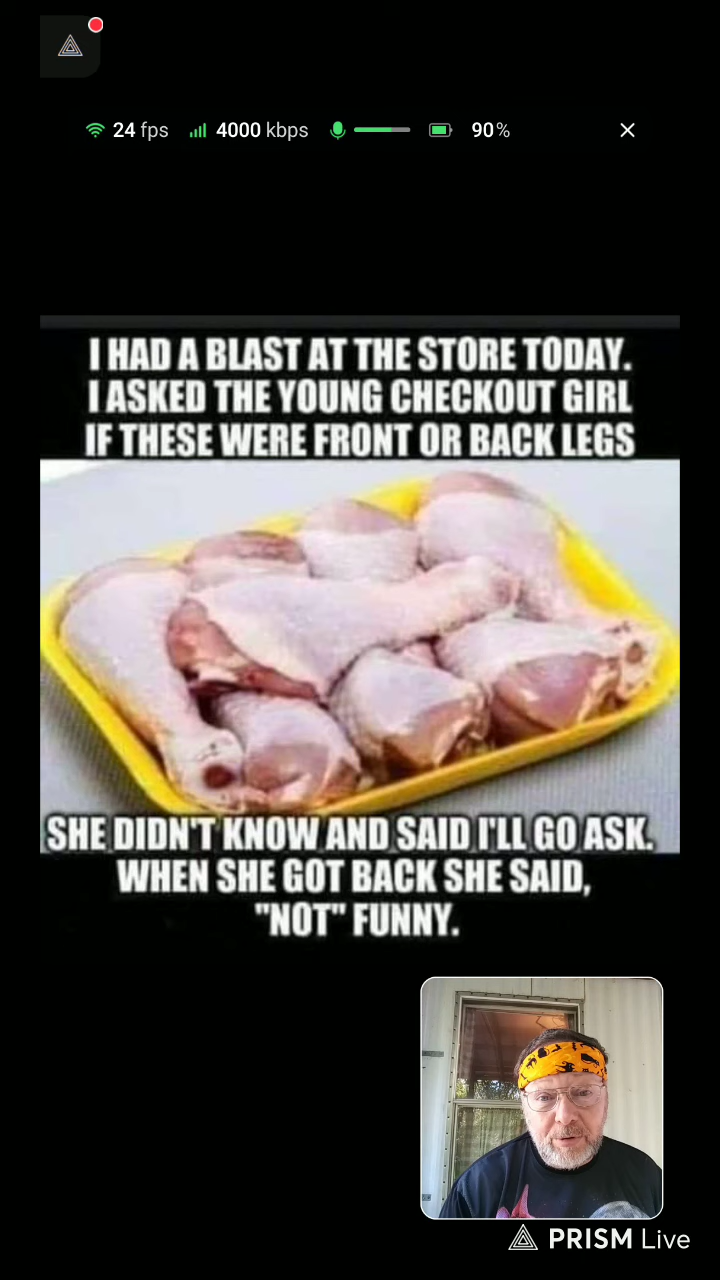 24 fps 4000 kbps 90%
I HAD A BLAST AT THE STORE TODAY.
I ASKED THE YOUNG CHECKOUT GIRL
IF THESE WERE FRONT OR BACK LEGS
SHE DIDN'T KNOW AND SAID I'LL GO ASK.
WHEN SHE GOT BACK SHE SAID,
"NOT" FUNNY.
PRISM Live